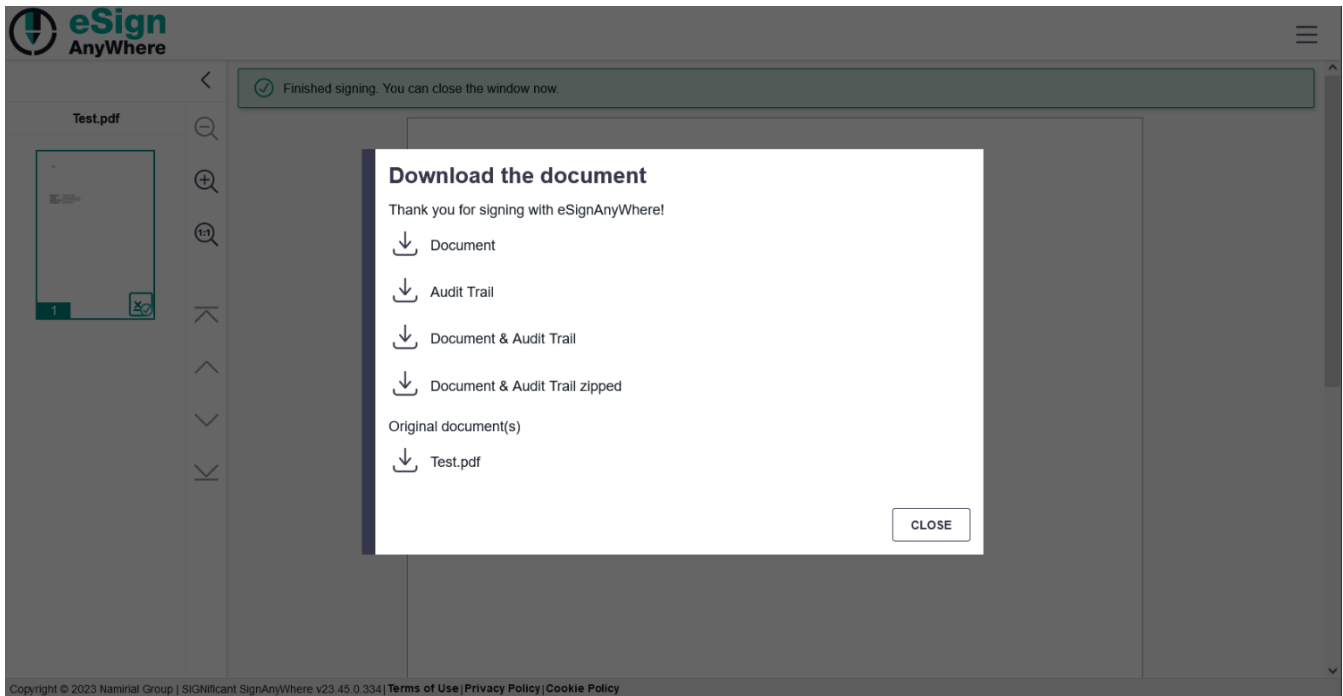 eSign
AnyWhere
Finished signing. You can close the window now.
Test.pdf
1
1:1
Download the document
Thank you for signing with eSignAnyWhere!
Document
Audit Trail
Document & Audit Trail
Document & Audit Trail zipped
Original document(s)
Test.pdf
CLOSE
Copyright © 2023 Namirial Group | SIGNificant SignAnyWhere v23.45.0.334| Terms of Use|Privacy Policy|Cookie Policy